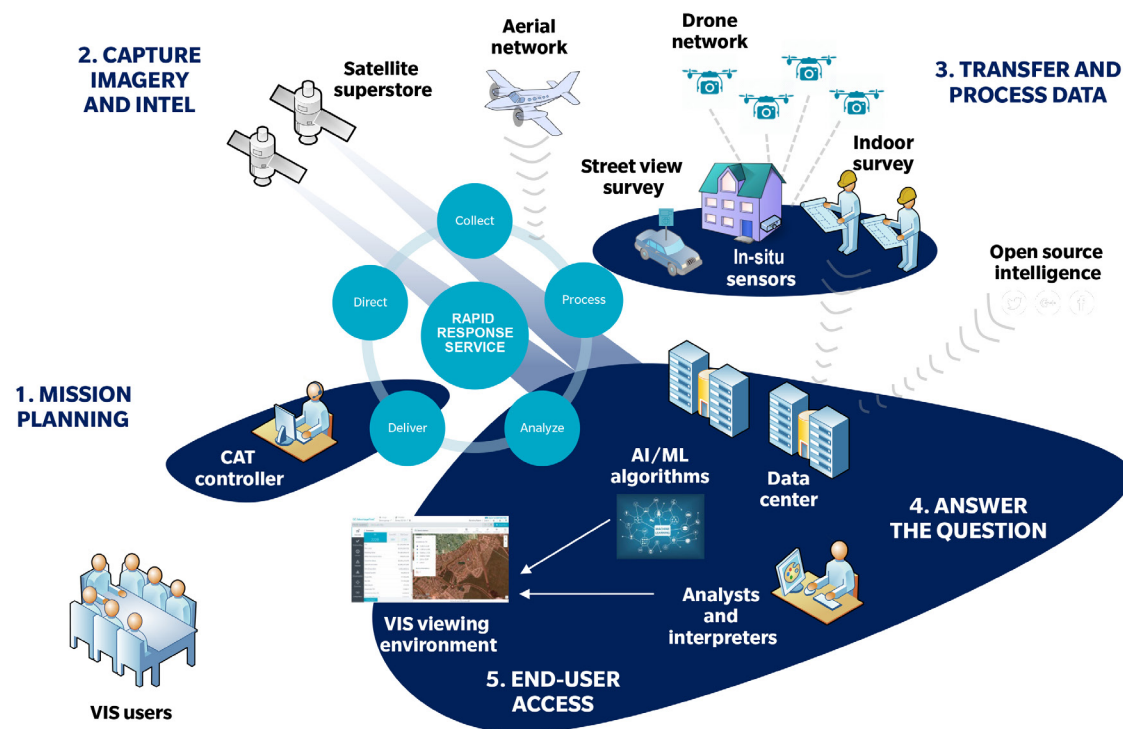 2. CAPTURE
IMAGERY
AND INTEL
Satellite
superstore
Aerial
network
Drone
network
3. TRANSFER AND
PROCESS DATA
Street view
survey
Indoor
survey
In-situ
sensors
Open source
intelligence
Collect
Direct
Process
RAPID
RESPONSE
SERVICE
Deliver
Analyze
1. MISSION
PLANNING
CAT
controller
AI/ML
algorithms
Data
center
4. ANSWER
THE QUESTION
VIS viewing
environment
Analysts and
interpreters
5. END-USER
ACCESS
VIS users